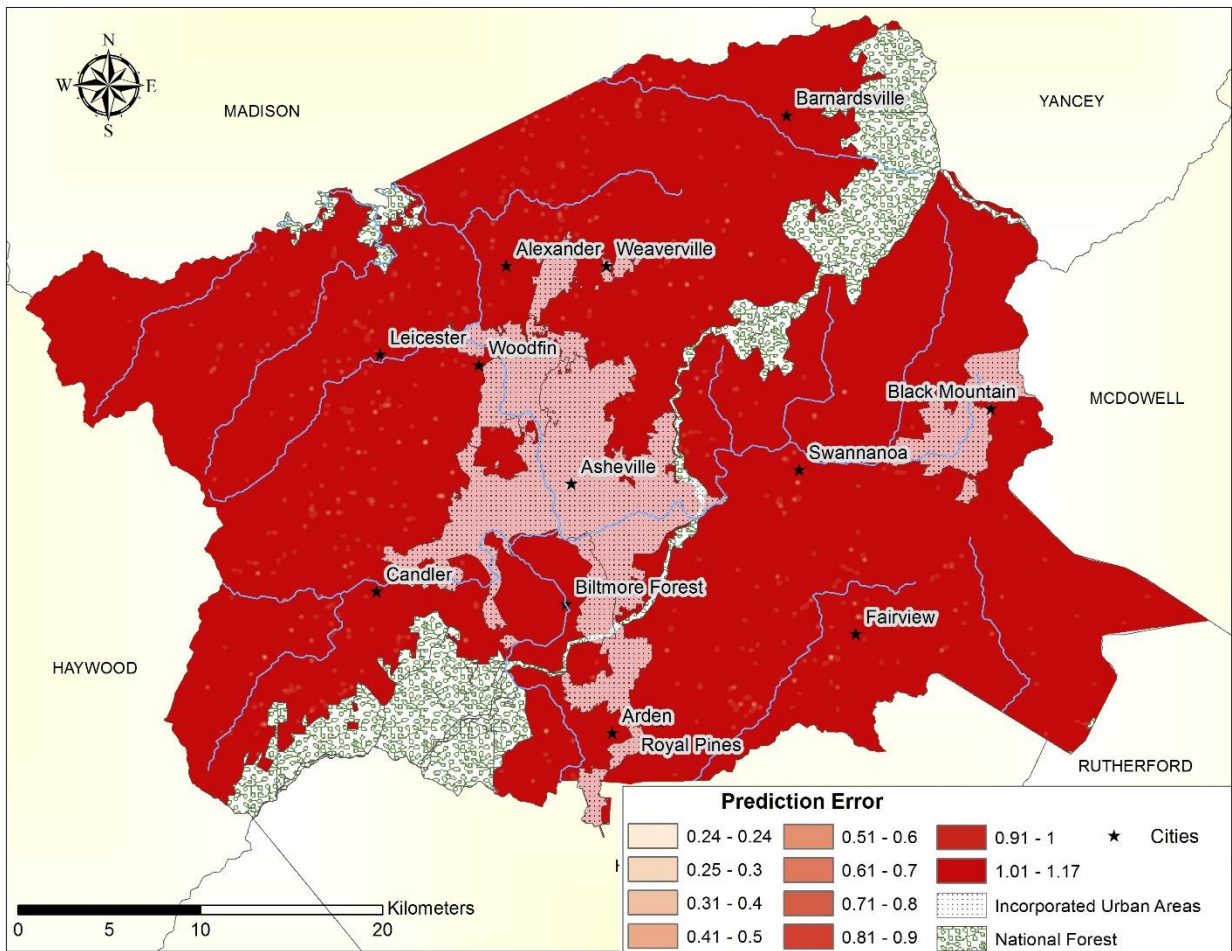 N
W E
S
MADISON
YANCEY
Barnardsville
Alexander
Weaverville
Leicester
Woodfin
Black Mountain
MCDOWELL
Swannanoa
Asheville
Candler
Biltmore Forest
Fairview
HAYWOOD
Arden
Royal Pines
RUTHERFORD
H
Prediction Error
0.24 - 0.24
0.25 - 0.3
0.31 - 0.4
0.41 - 0.5
0.51 - 0.6
0.61 - 0.7
0.71 - 0.8
0.81 - 0.9
0.91 - 1
1.01 - 1.17
Incorporated Urban Areas
National Forest
Cities
Kilometers
0 5 10 20